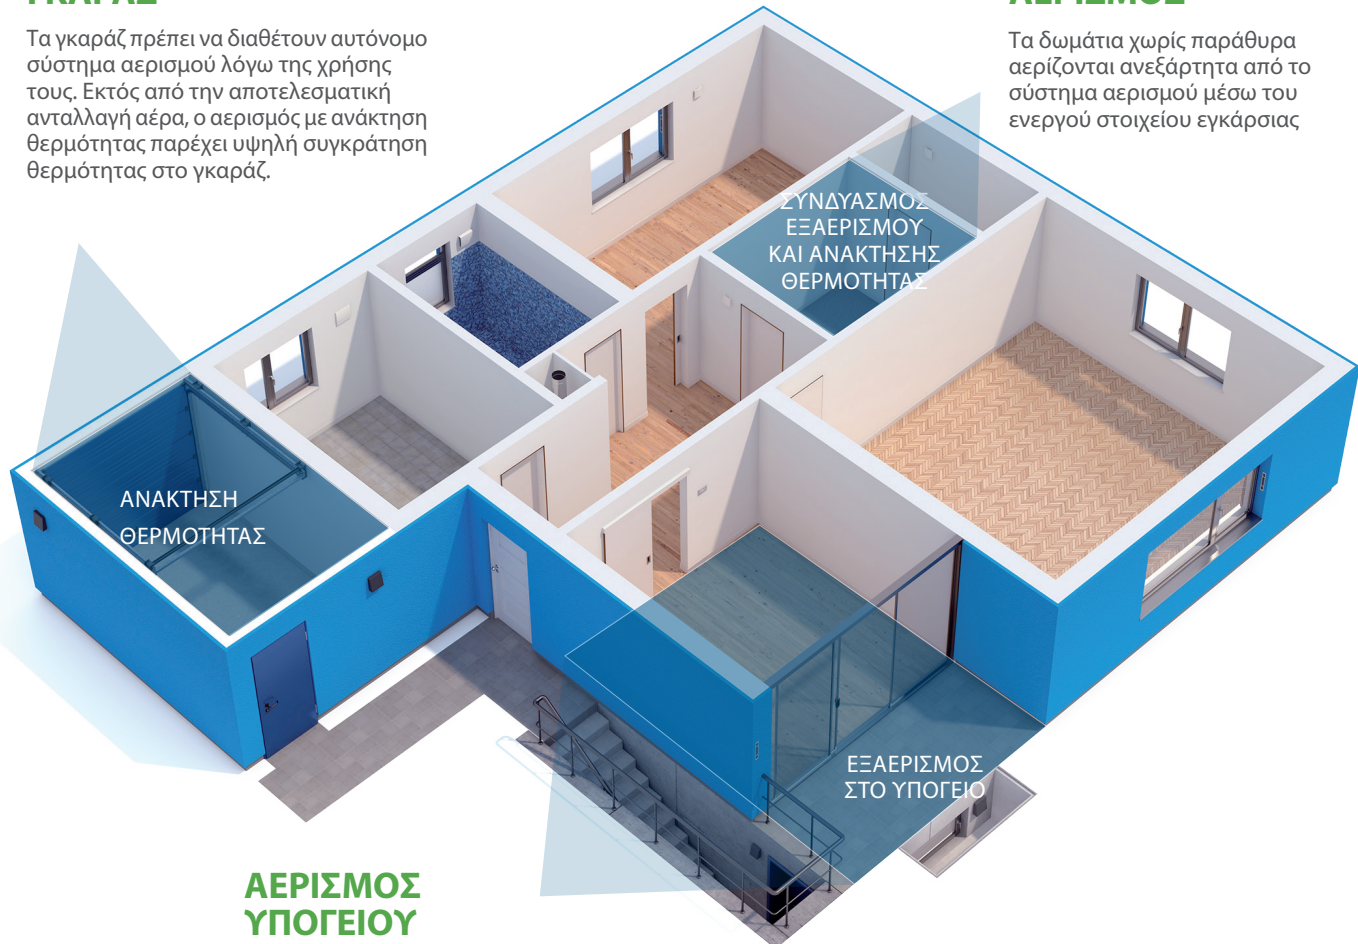 ΓΚΑΡΑΖ
Τα γκαράζ πρέπει να διαθέτουν αυτόνομο
σύστημα αερισμού λόγω της χρήσης
τους. Εκτός από την αποτελεσματική
ανταλλαγή αέρα, ο αερισμός με ανάκτηση
θερμότητας παρέχει υψηλή συγκράτηση
θερμότητας στο γκαράζ.
ΑΕΡΙΣΜΟΣ
Τα δωμάτια χωρίς παράθυρα
αερίζονται ανεξάρτητα από το
σύστημα αερισμού μέσω του
ενεργού στοιχείου εγκάρσιας
ΣΥΝΔΥΑΣΜΟΣ
ΕΞΑΕΡΙΣΜΟΥ
ΚΑΙ ΑΝΑΚΤΗΣΗΣ
ΘΕΡΜΟΤΗΤΑΣ
ΑΝΑΚΤΗΣΗ
ΘΕΡΜΟΤΗΤΑΣ
ΕΞΑΕΡΙΣΜΟΣ
ΣΤΟ ΥΠΟΓΕΙΟ
ΑΕΡΙΣΜΟΣ
ΥΠΟΓΕΙΟΥ